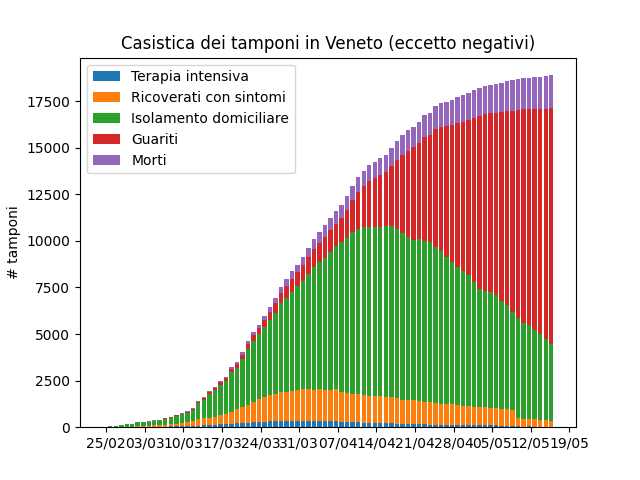 Casistica dei tamponi in Veneto (eccetto negativi)
Terapia intensiva
Ricoverati con sintomi
Isolamento domiciliare
Guariti
Morti
# tamponi
17500
15000
12500
10000
7500
5000
2500
0
25/02 03/03 10/03 17/03 24/03 31/03 07/04 14/04 21/04 28/04 05/05 12/05 19/05